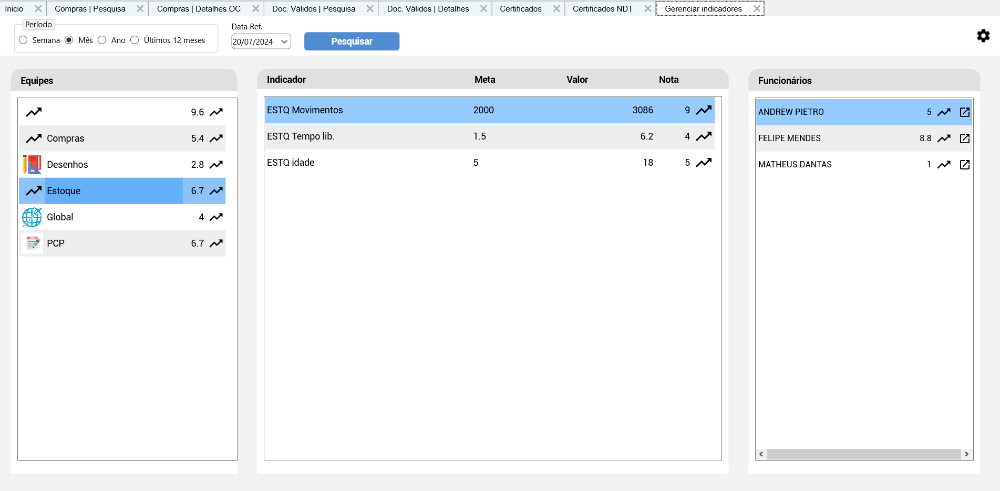 Inicio Compras | Pesquisa Compras | Detalhes OC Doc. Válidos | Pesquisa Doc. Válidos | Detalhes Certificados Certificados NDT Gerenciar indicadores
Período
Semana Mês Ano Últimos 12 meses
Data Ref.
20/07/2024
Pesquisar
Equipes
9.6
Compras 5.4
Desenhos 2.8
Estoque 6.7
Global 4
PCP 6.7
Indicador Meta Valor Nota
ESTQ Movimentos 2000 3086 9
ESTQ Tempo lib. 1.5 6.2 4
ESTQ idade 5 18 5
Funcionários
ANDREW PIETRO 5
FELIPE MENDES 8.8
MATHEUS DANTAS 1